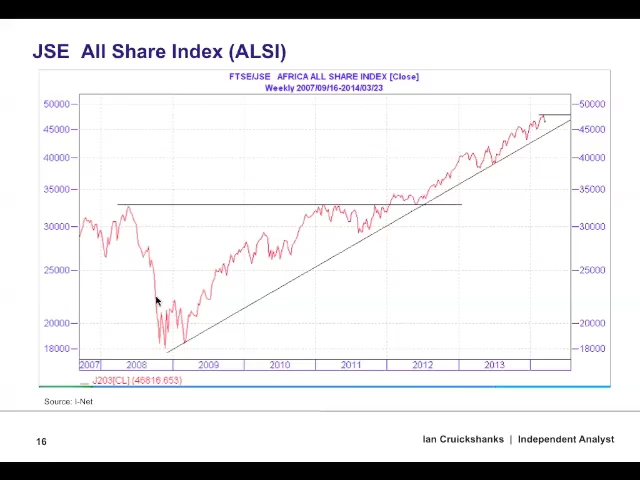 JSE  All Share Index (ALSI)
FTSE/JSE   AFRICA ALL SHARE INDEX [Close]
Weekly 2007/09/16-2014/03/23
50000 50000
45000 45000
40000 40000
35000 35000
30000 30000
25000 25000
20000 20000
18000 18000
2007 2008 2009 2010 2011 2012 2013
J203[CL] (46816.653)
Source: I-Net
16
Ian Cruickshanks | Independent Analyst